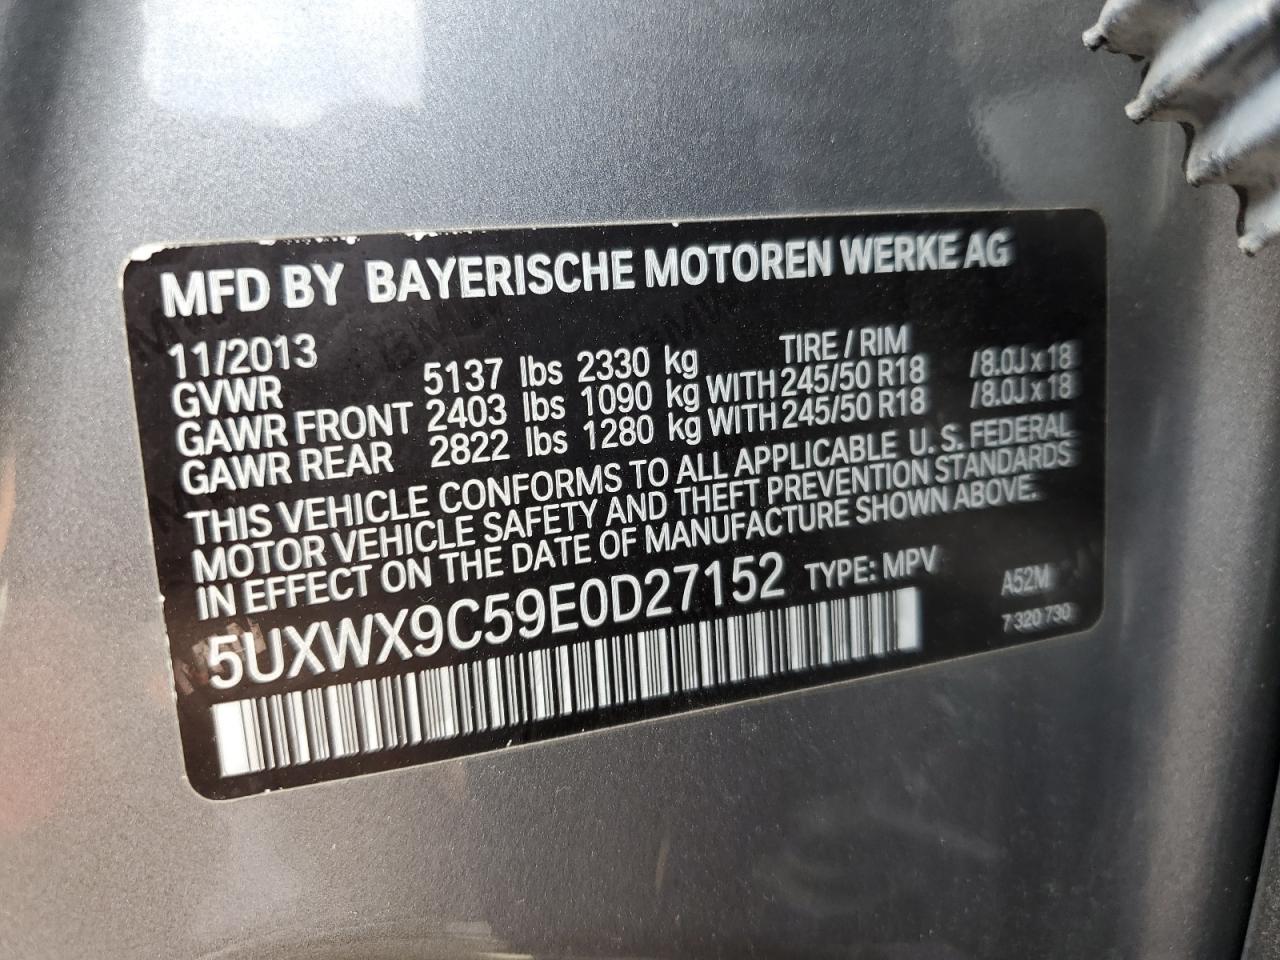 MFD BY BAYERISCHE MOTOREN WERKE AG
11/2013 TIRE / RIM
GVWR 5137 lbs 2330 kg
GAWR FRONT 2403 lbs 1090 kg WITH 245/50 R18 /8.0J x 18
GAWR REAR 2822 lbs 1280 kg WITH 245/50 R18 /8.0J x 18
THIS VEHICLE CONFORMS TO ALL APPLICABLE U. S. FEDERAL
MOTOR VEHICLE SAFETY AND THEFT PREVENTION STANDARDS
IN EFFECT ON THE DATE OF MANUFACTURE SHOWN ABOVE.
5UXWX9C59E0D27152 TYPE: MPV A52M
7 320 730